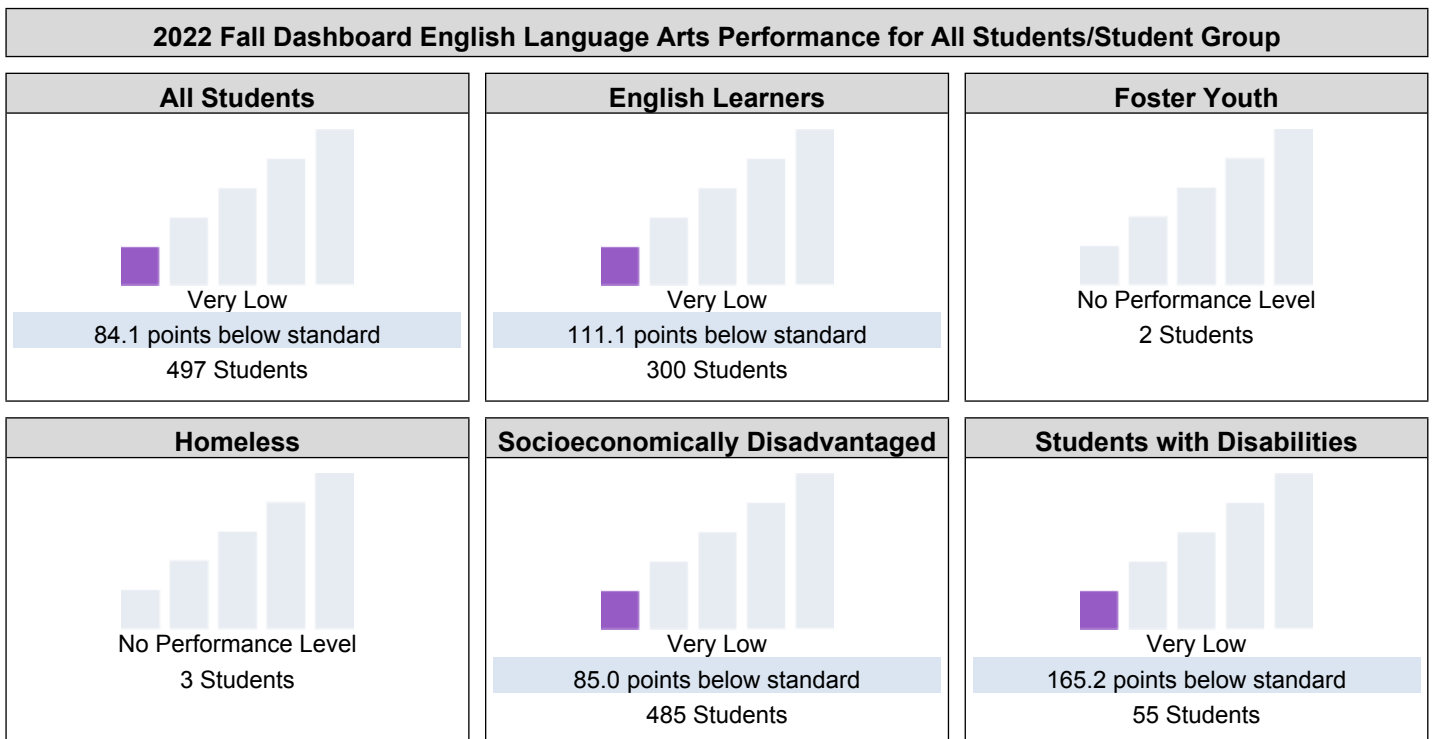 2022 Fall Dashboard English Language Arts Performance for All Students/Student Group
All Students
Very Low
84.1 points below standard
497 Students
English Learners
Very Low
111.1 points below standard
300 Students
Foster Youth
No Performance Level
2 Students
Homeless
No Performance Level
3 Students
Socioeconomically Disadvantaged
Very Low
85.0 points below standard
485 Students
Students with Disabilities
Very Low
165.2 points below standard
55 Students